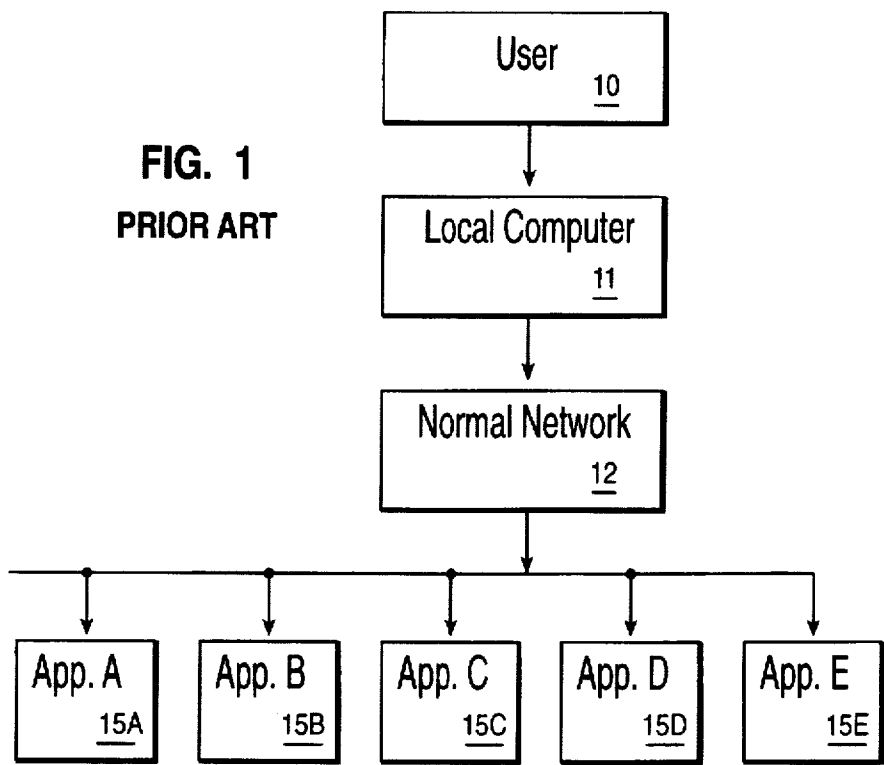 User
10
FIG. 1
PRIOR ART
Local Computer
11
Normal Network
12
App. A
15A
App. B
15B
App. C
15C
App. D
15D
App. E
15E